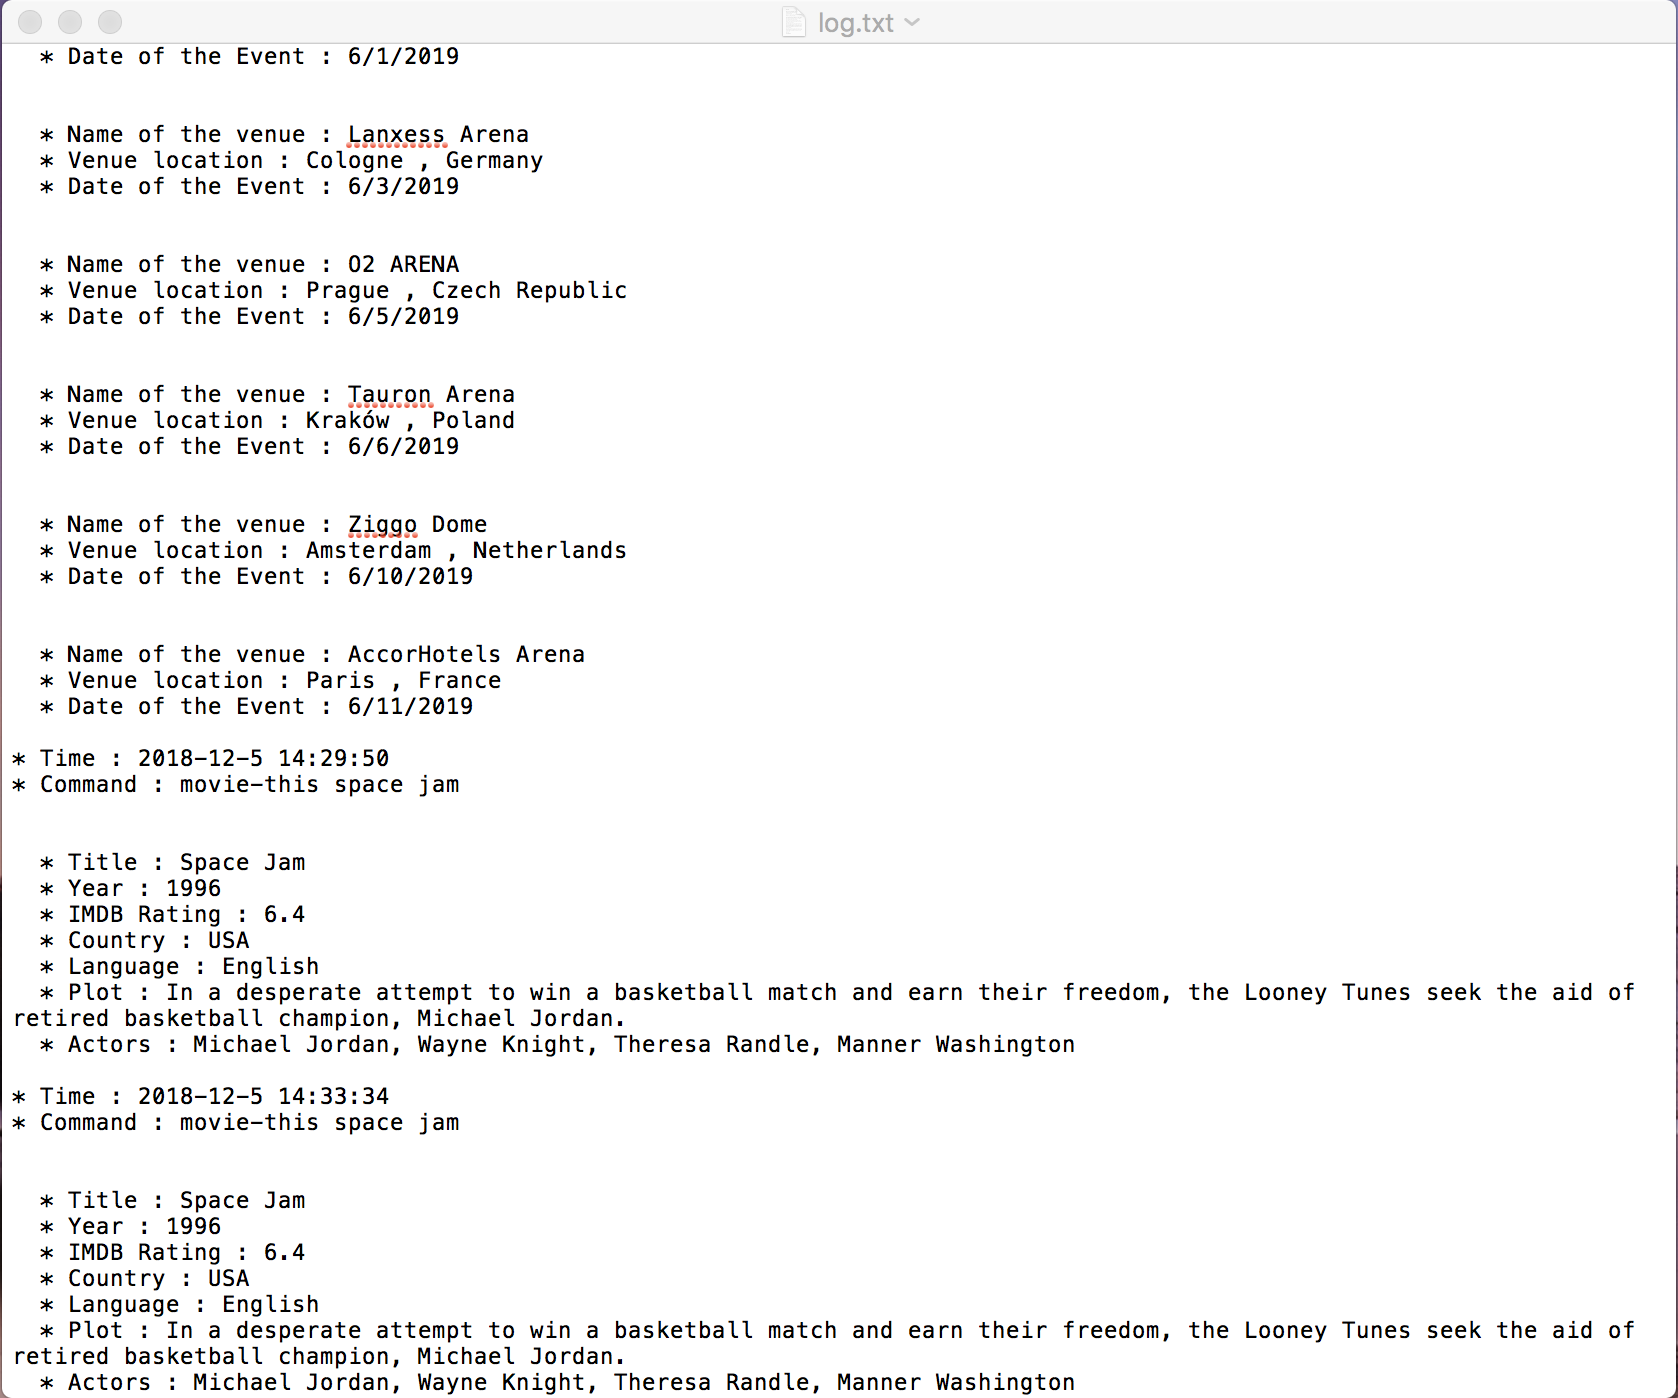 log.txt
* Date of the Event : 6/1/2019
* Name of the venue : Lanxess Arena
* Venue location : Cologne , Germany
* Date of the Event : 6/3/2019
* Name of the venue : O2 ARENA
* Venue location : Prague , Czech Republic
* Date of the Event : 6/5/2019
* Name of the venue : Tauron Arena
* Venue location : Kraków , Poland
* Date of the Event : 6/6/2019
* Name of the venue : Ziggo Dome
* Venue location : Amsterdam , Netherlands
* Date of the Event : 6/10/2019
* Name of the venue : AccorHotels Arena
* Venue location : Paris , France
* Date of the Event : 6/11/2019
* Time : 2018-12-5 14:29:50
* Command : movie-this space jam
* Title : Space Jam
* Year : 1996
* IMDB Rating : 6.4
* Country : USA
* Language : English
* Plot : In a desperate attempt to win a basketball match and earn their freedom, the Looney Tunes seek the aid of
retired basketball champion, Michael Jordan.
* Actors : Michael Jordan, Wayne Knight, Theresa Randle, Manner Washington
* Time : 2018-12-5 14:33:34
* Command : movie-this space jam
* Title : Space Jam
* Year : 1996
* IMDB Rating : 6.4
* Country : USA
* Language : English
* Plot : In a desperate attempt to win a basketball match and earn their freedom, the Looney Tunes seek the aid of
retired basketball champion, Michael Jordan.
* Actors : Michael Jordan, Wayne Knight, Theresa Randle, Manner Washington